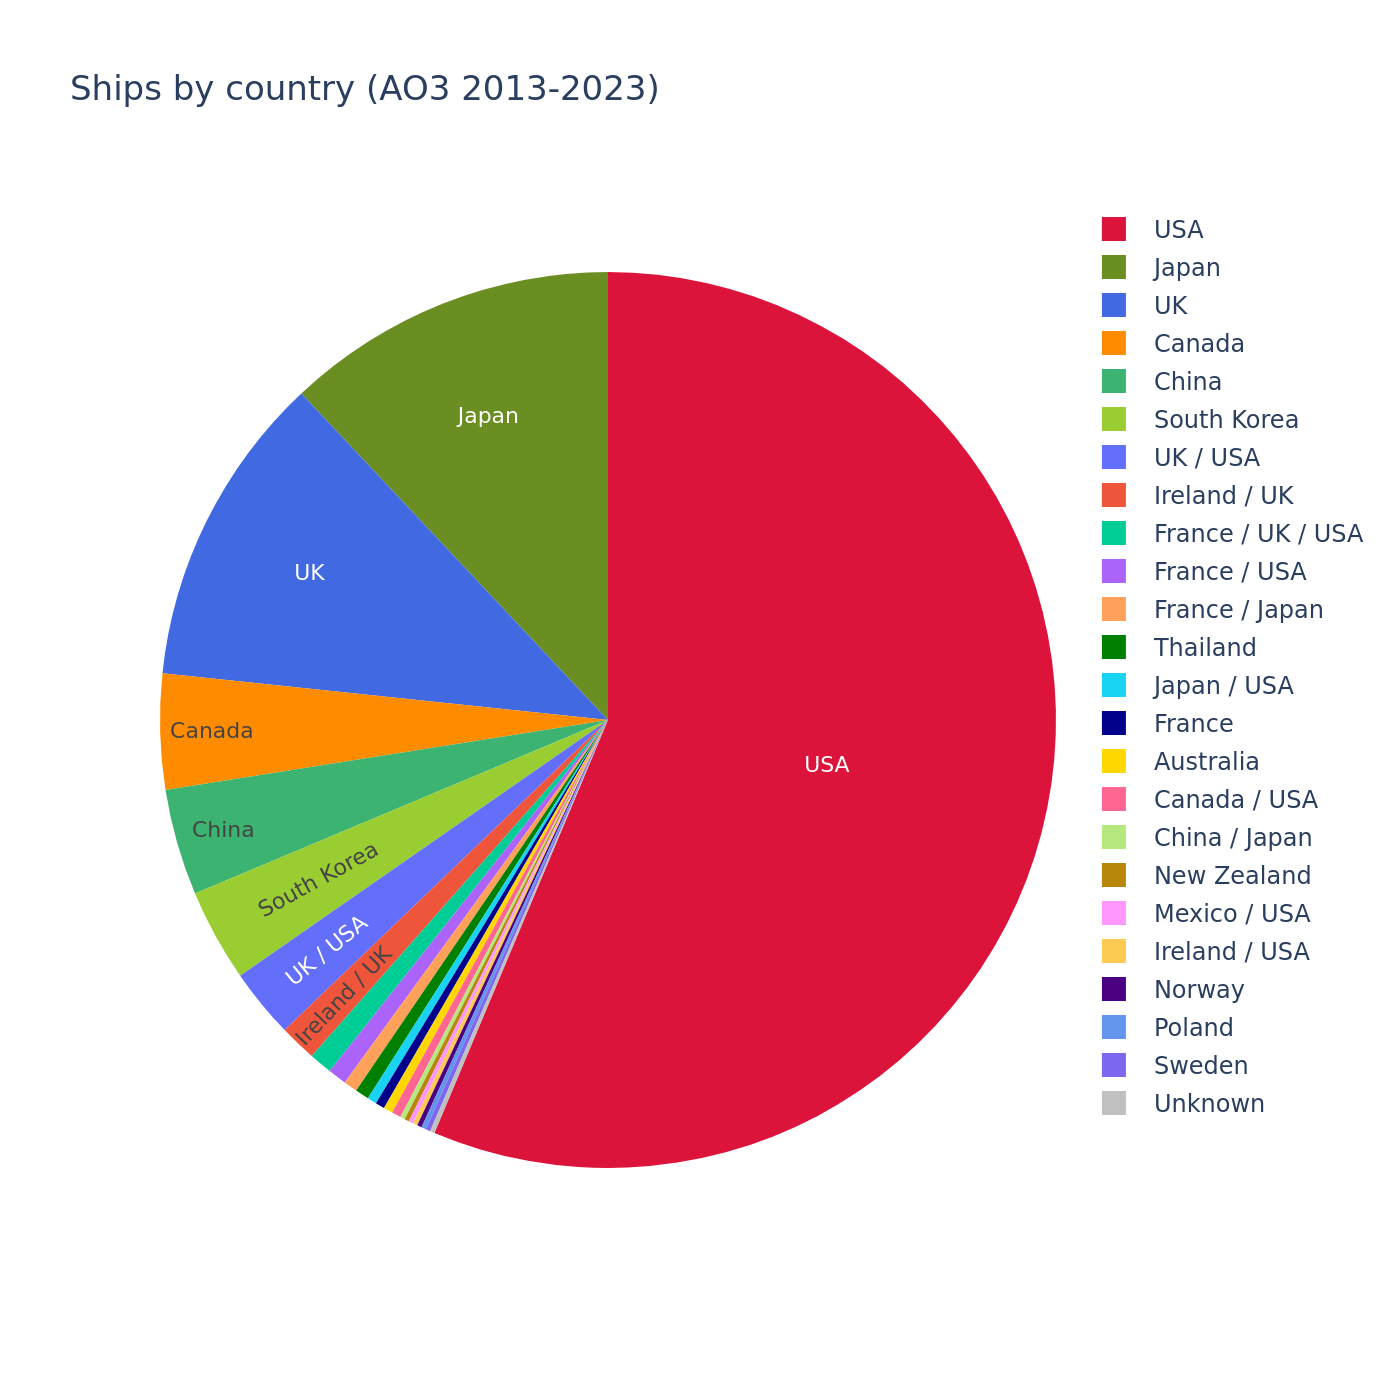 Ships by country (AO3 2013-2023)
USA
Japan
UK
Canada
China
South Korea
UK / USA
Ireland / UK
France / UK / USA
France / USA
France / Japan
Thailand
Japan / USA
France
Australia
Canada / USA
China / Japan
New Zealand
Mexico / USA
Ireland / USA
Norway
Poland
Sweden
Unknown
Japan
UK
Canada
China
South Korea
UK / USA
Ireland / UK
USA